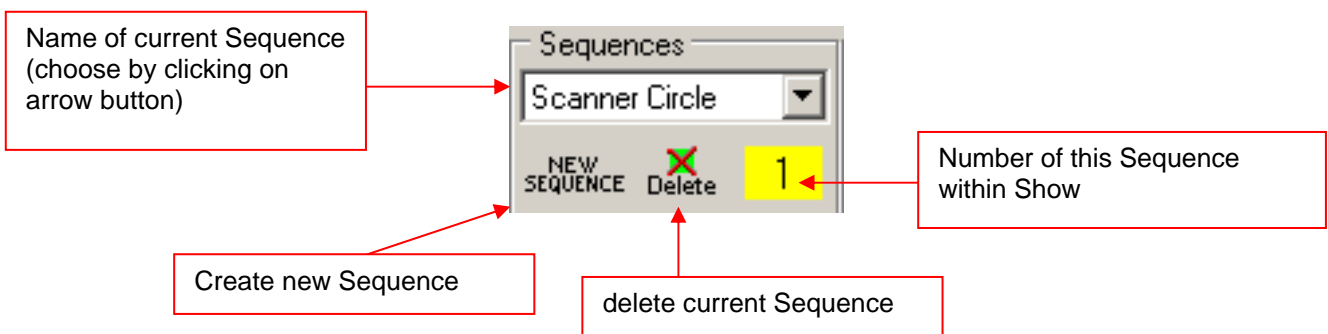 Name of current Sequence
(choose by clicking on
arrow button)
Sequences
Scanner Circle
NEW
SEQUENCE
Delete
1
Number of this Sequence
within Show
Create new Sequence
delete current Sequence